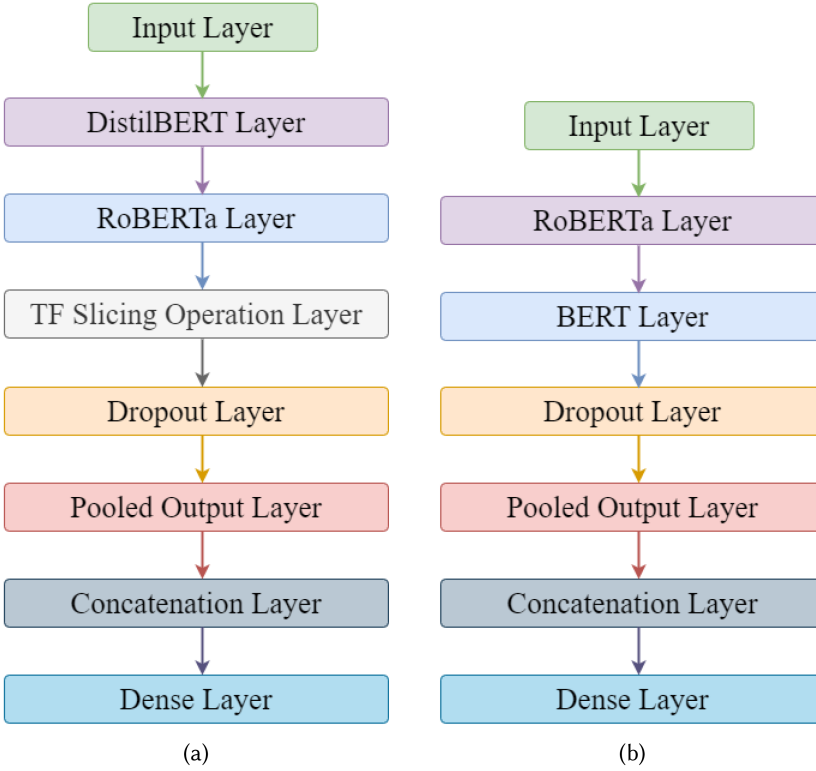 Input Layer
DistilBERT Layer
RoBERTa Layer
TF Slicing Operation Layer
Dropout Layer
Pooled Output Layer
Concatenation Layer
Dense Layer
(a)
Input Layer
RoBERTa Layer
BERT Layer
Dropout Layer
Pooled Output Layer
Concatenation Layer
Dense Layer
(b)